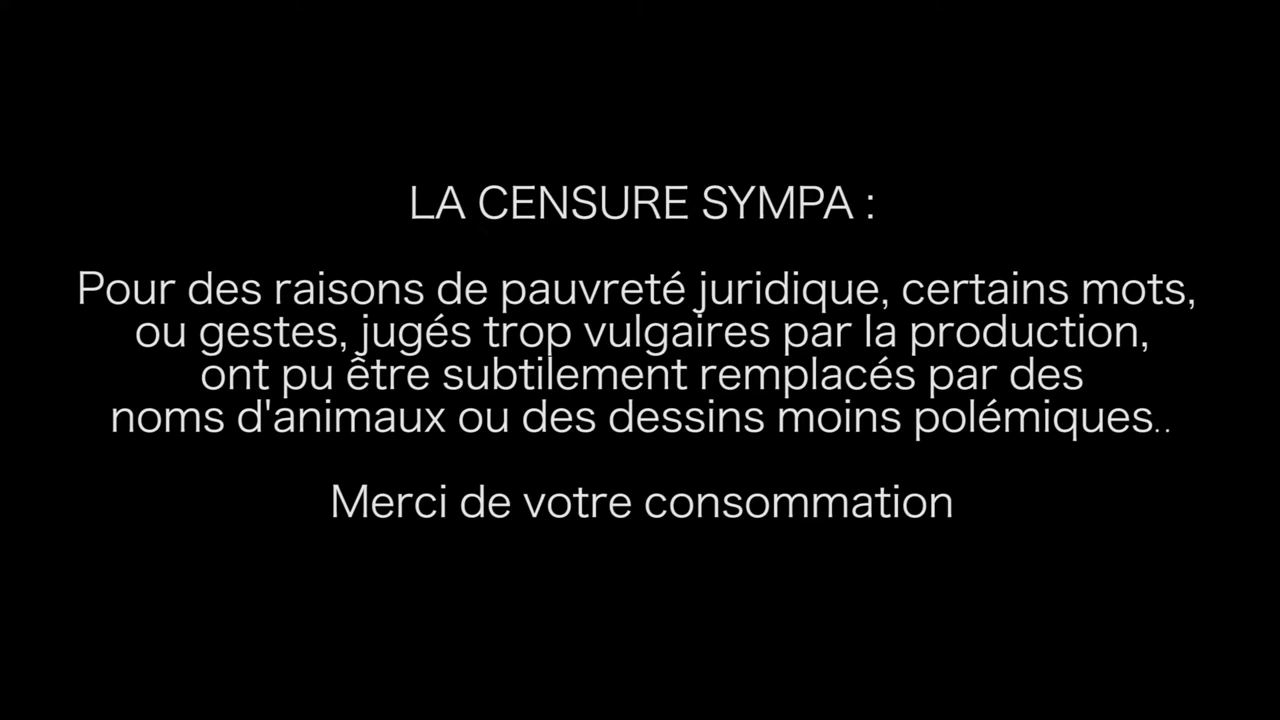 LA CENSURE SYMPA :
Pour des raisons de pauvreté juridique, certains mots,
ou gestes, jugés trop vulgaires par la production,
ont pu être subtilement remplacés par des
noms d'animaux ou des dessins moins polémiques..
Merci de votre consommation